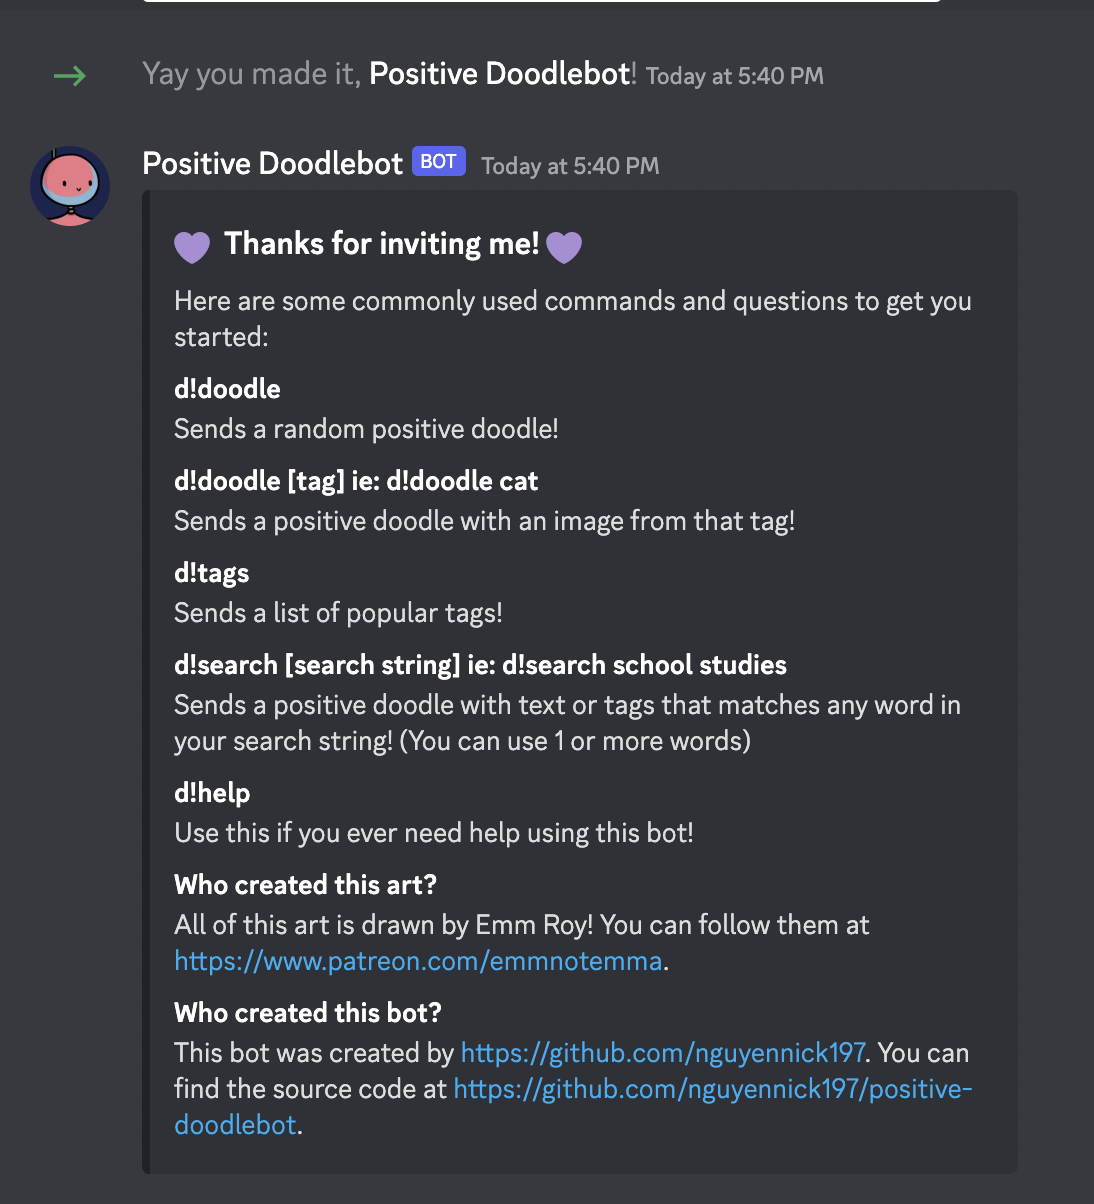 Yay you made it, Positive Doodlebot! Today at 5:40 PM
Positive Doodlebot BOT Today at 5:40 PM
Thanks for inviting me!
Here are some commonly used commands and questions to get you
started:
d!doodle
Sends a random positive doodle!
d!doodle [tag] ie: d!doodle cat
Sends a positive doodle with an image from that tag!
d!tags
Sends a list of popular tags!
d!search [search string] ie: d!search school studies
Sends a positive doodle with text or tags that matches any word in
your search string! (You can use 1 or more words)
d!help
Use this if you ever need help using this bot!
Who created this art?
All of this art is drawn by Emm Roy! You can follow them at
https://www.patreon.com/emmnotemma.
Who created this bot?
This bot was created by https://github.com/nguyennick197. You can
find the source code at https://github.com/nguyennick197/positive-
doodlebot.